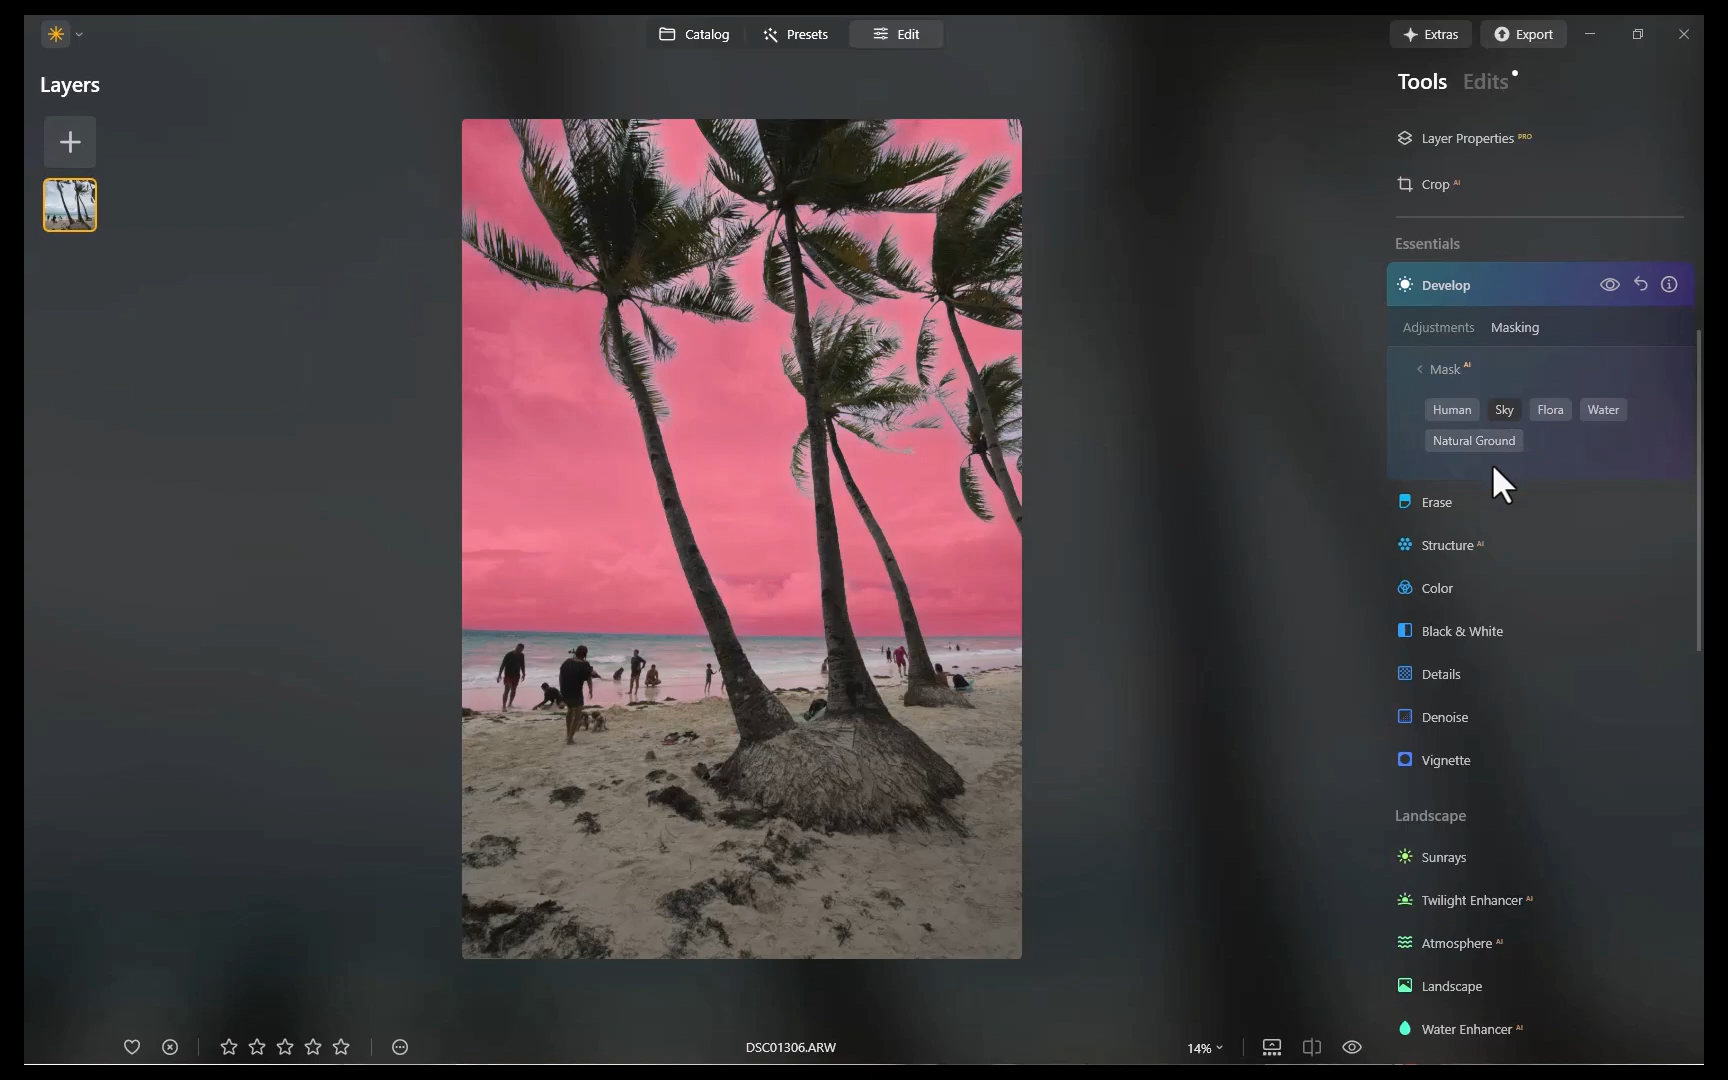 Catalog
Presets
Edit
Extras
Export
Layers
Tools Edits
Layer Properties PRO
Crop AI
Essentials
Develop
Adjustments Masking
Mask AI
Human Sky Flora Water
Natural Ground
Erase
Structure AI
Color
Black & White
Details
Denoise
Vignette
Landscape
Sunrays
Twilight Enhancer AI
Atmosphere AI
Landscape
Water Enhancer AI
DSC01306.ARW
14%